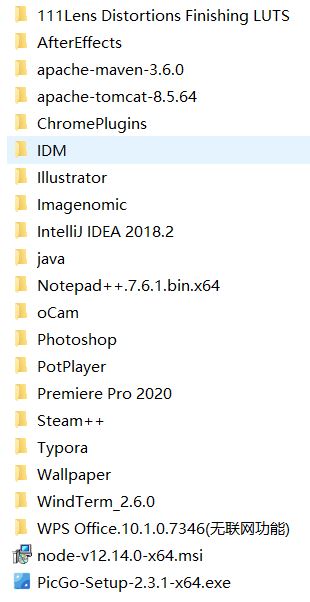 111Lens Distortions Finishing LUTS
AfterEffects
apache-maven-3.6.0
apache-tomcat-8.5.64
ChromePlugins
IDM
Illustrator
Imagenomic
IntelliJ IDEA 2018.2
java
Notepad++.7.6.1.bin.x64
oCam
Photoshop
PotPlayer
Premiere Pro 2020
Steam++
Typora
Wallpaper
WindTerm_2.6.0
WPS Office.10.1.0.7346(无联网功能)
node-v12.14.0-x64.msi
PicGo-Setup-2.3.1-x64.exe